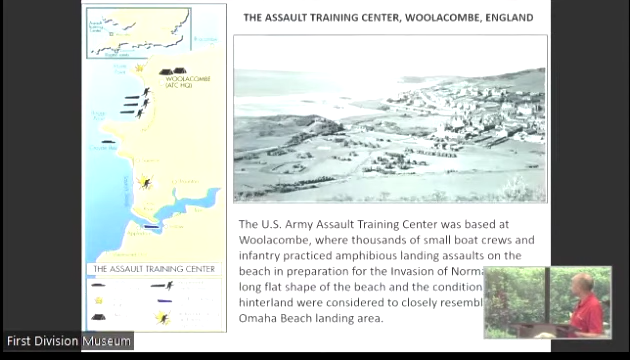 THE ASSAULT TRAINING CENTER, WOOLACOMBE, ENGLAND
WOOLACOMBE
(ATC HQ)
The U.S. Army Assault Training Center was based at
Woolacombe, where thousands of small boat crews and
infantry practiced amphibious landing assaults on the
beach in preparation for the Invasion of Norma
long flat shape of the beach and the condition
hinterland were considered to closely resembl
Omaha Beach landing area.
THE ASSAULT TRAINING CENTER
First Division Museum